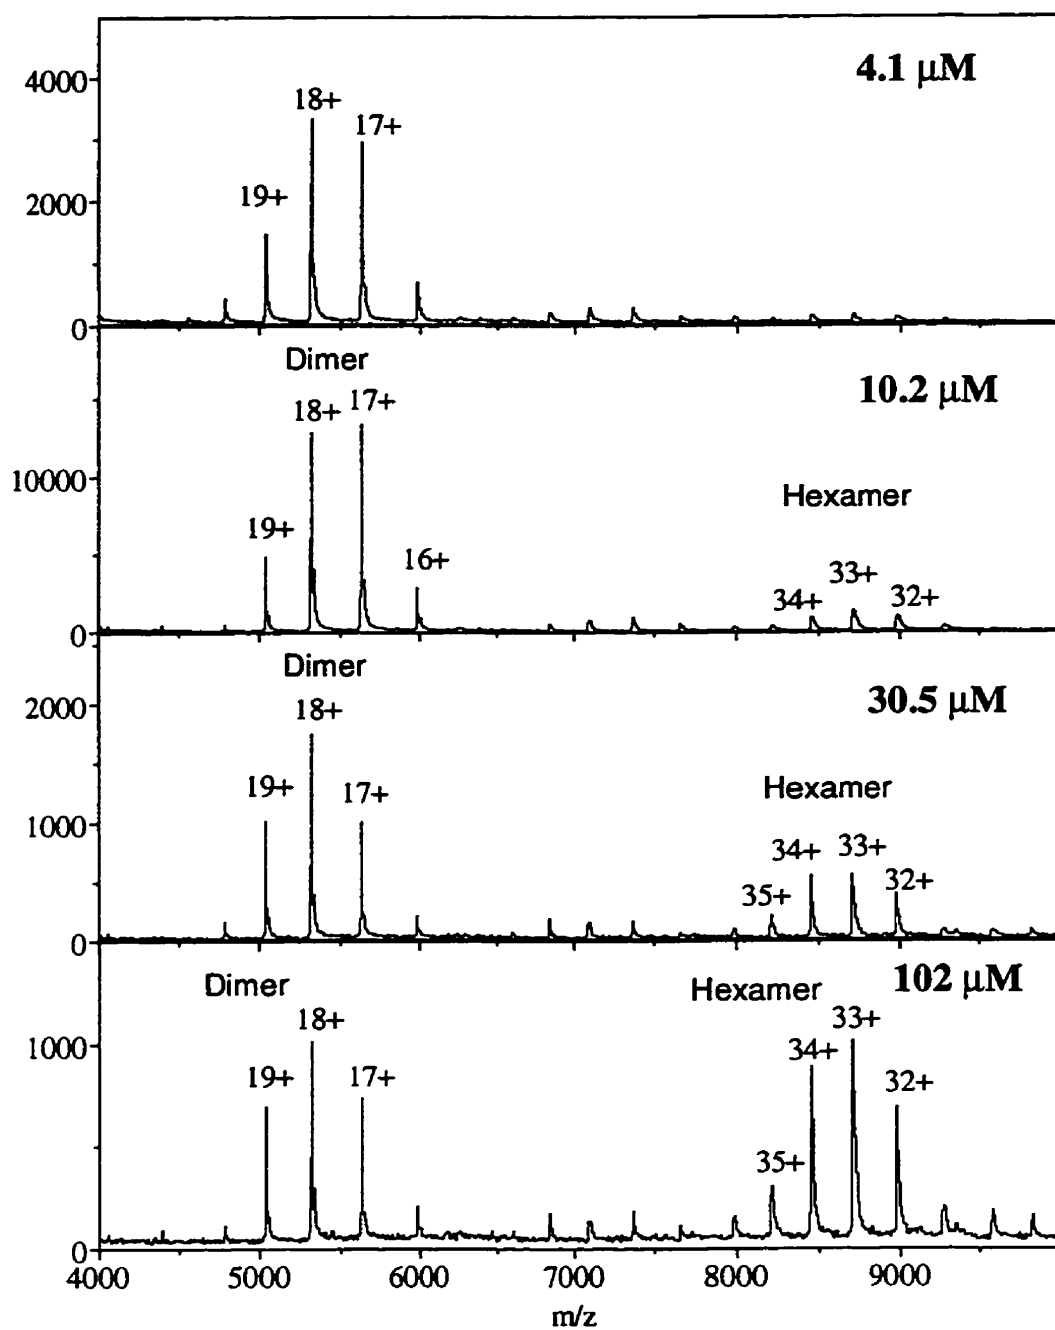 4.1 µM
4000
18+
17+
19+
2000
0
Dimer
10.2 µM
18+
17+
10000
Hexamer
19+
16+
33+
34+
32+
0
Dimer
30.5 µM
2000
18+
19+
17+
Hexamer
1000
34+
33+
35+
32+
0
Dimer
Hexamer
102 µM
18+
33+
1000
34+
19+
17+
32+
35+
0
4000 5000 6000 7000 8000 9000
m/z